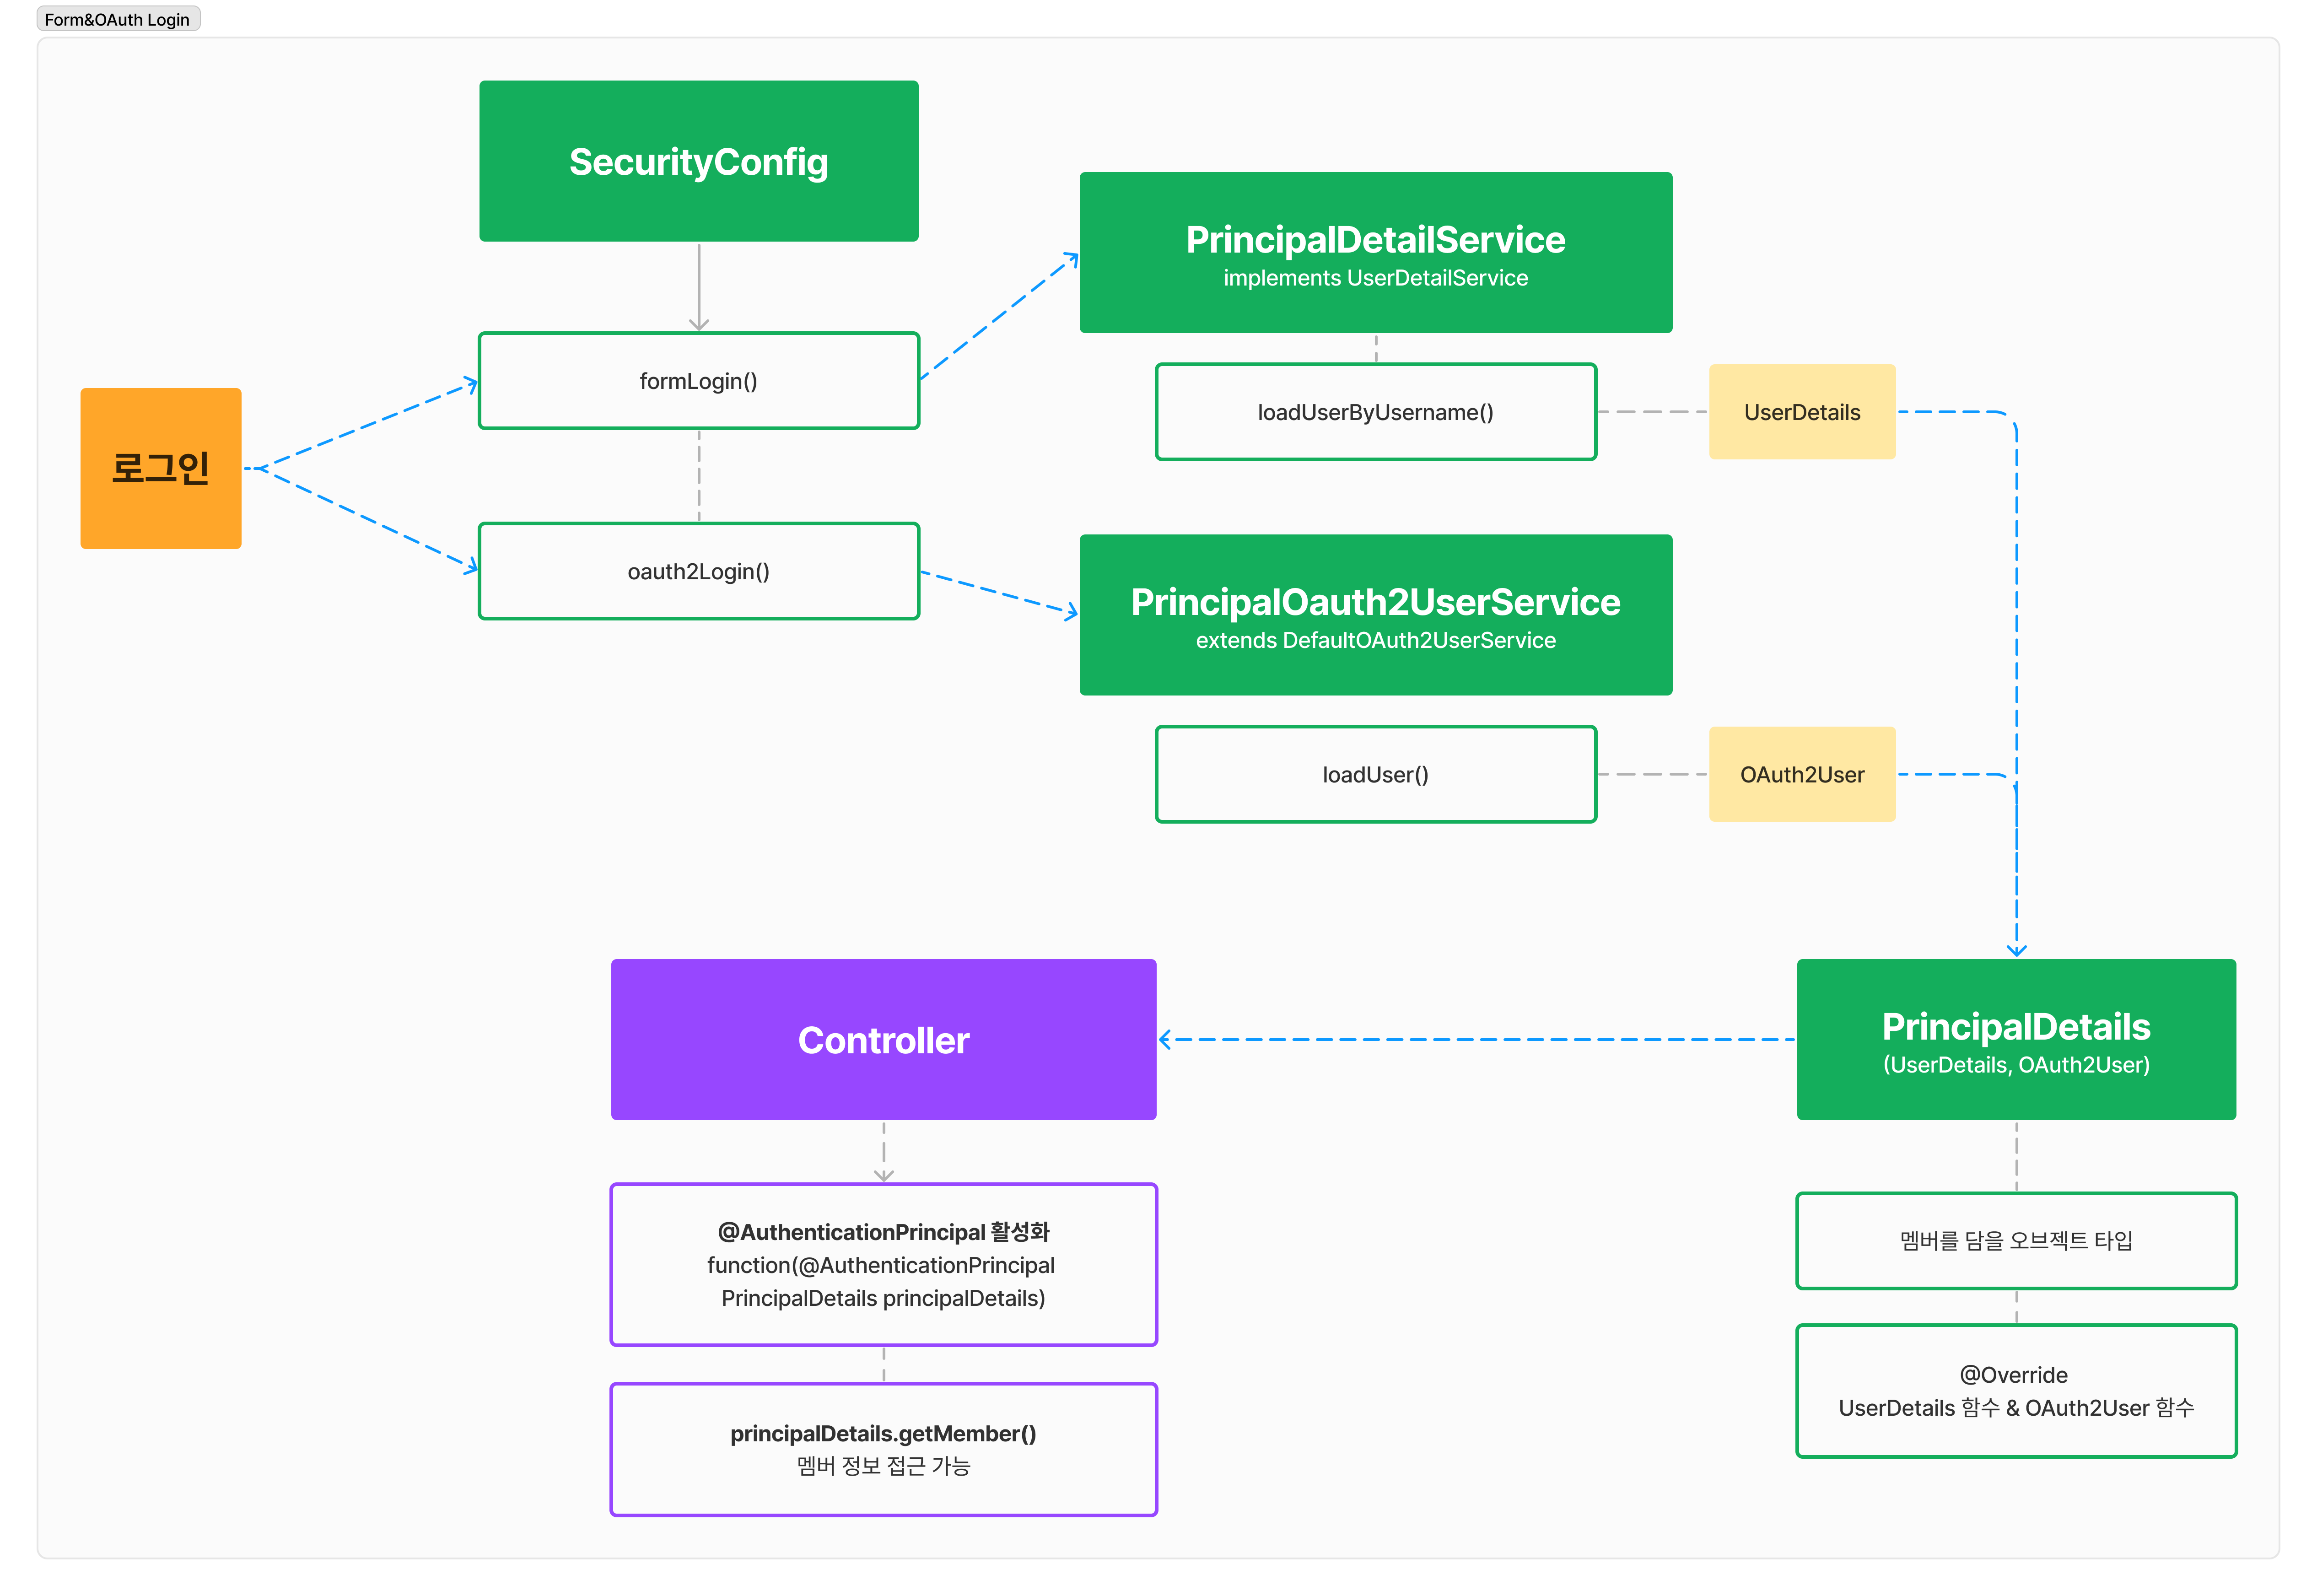 Form&OAuth Login
SecurityConfig
PrincipalDetailService
implements UserDetailService
formLogin()
loadUserByUsername()
UserDetails
로그인
oauth2Login()
PrincipalOauth2UserService
extends DefaultOAuth2UserService
loadUser()
OAuth2User
Controller
PrincipalDetails
(UserDetails, OAuth2User)
@AuthenticationPrincipal 활성화
function(@AuthenticationPrincipal
PrincipalDetails principalDetails)
멤버를 담을 오브젝트 타입
@Override
UserDetails 함수 & OAuth2User 함수
principalDetails.getMember()
멤버 정보 접근 가능